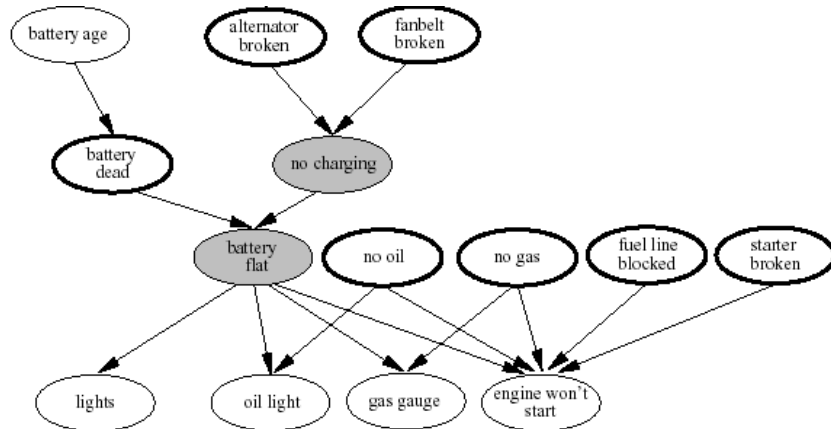 battery age
alternator
broken
fanbelt
broken
battery
dead
no charging
battery
flat
no oil
no gas
fuel line
blocked
starter
broken
lights
oil light
gas gauge
engine won't
start